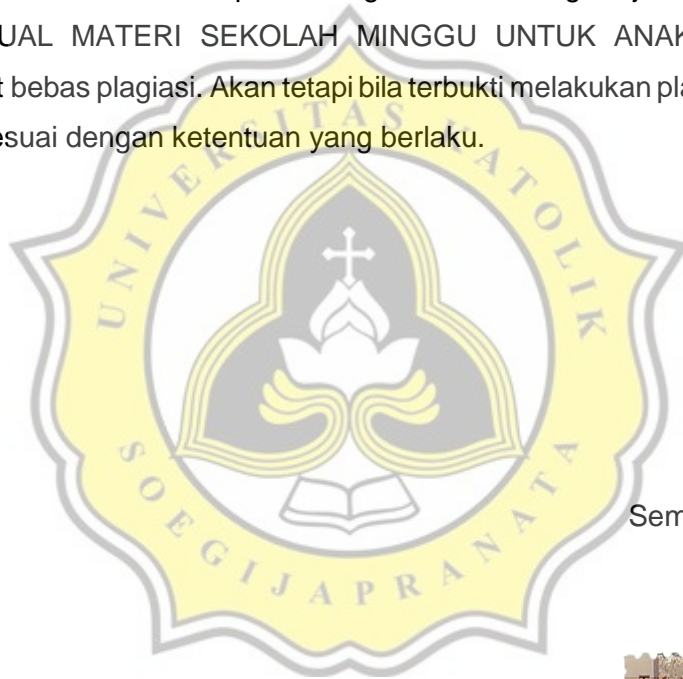 UAL MATERI SEKOLAH MINGGU UNTUK ANAK
bebas plagiasi. Akan tetapi bila terbukti melakukan pla
esuai dengan ketentuan yang berlaku.
UNIVERSITAS KATOLIK
SOEGIJAPRANATA
Sem